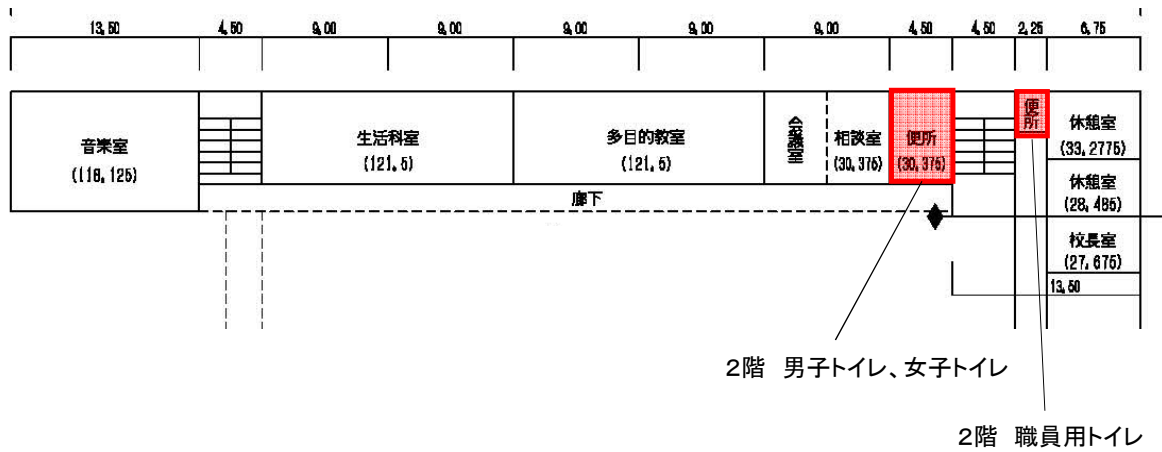 13,50 4,50 9,00 9,00 9,00 9,00 9,00 4,50 4,50 2,25 6,75
音楽室
(118,125)
生活科室
(121,5)
多目的教室
(121,5)
会議室
相談室
(30,375)
便所
(30,375)
便所
休憩室
(33,2775)
休憩室
(28,485)
廊下
校長室
(27,675)
13,50
2階 男子トイレ、女子トイレ
2階 職員用トイレ